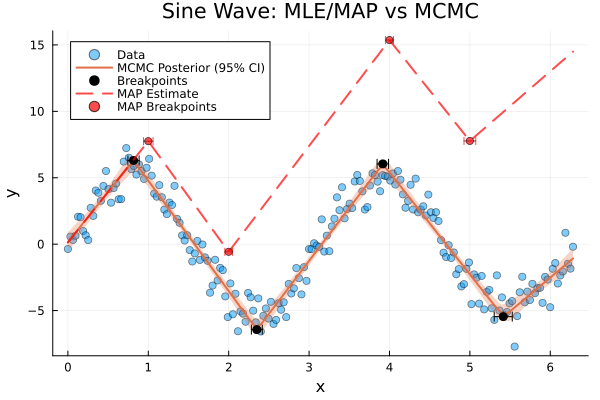 Sine Wave: MLE/MAP vs MCMC
Data
MCMC Posterior (95% CI)
Breakpoints
MAP Estimate
MAP Breakpoints
15
10
5
0
−5
y
0 1 2 3 4 5 6
x